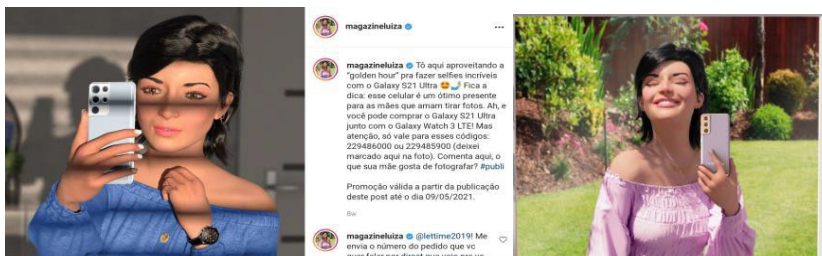 magazineluiza
magazineluiza Tô aqui aproveitando a
"golden hour" pra fazer selfies incríveis
com o Galaxy S21 Ultra 🤩🤳 Fica a
dica: esse celular é um ótimo presente
para as mães que amam tirar fotos. Ah, e
você pode comprar o Galaxy S21 Ultra
junto com o Galaxy Watch 3 LTE! Mas
atenção, só vale para esses códigos:
229486000 ou 229485900 (deixei
marcado aqui na foto). Comenta aqui, o
que sua mãe gosta de fotografar? #publi
Promoção válida a partir da publicação
deste post até o dia 09/05/2021.
8w
magazineluiza @lettime2019! Me
envia o número do pedido que vc